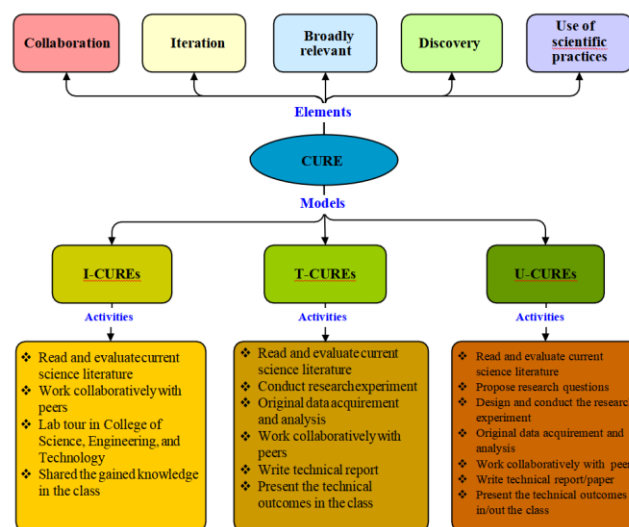 Collaboration
Iteration
Broadly
relevant
Discovery
Use of
scientific
practices
Elements
CURE
Models
I-CUREs
T-CUREs
U-CUREs
Activities
Activities
Activities
❖ Read and evaluate current
science literature
❖ Work collaboratively with
peers
❖ Lab tour in College of
Science, Engineering, and
Technology
❖ Shared the gained knowledge
in the class
❖ Read and evaluate current
science literature
❖ Conduct research experiment
❖ Original data acquirement
and analysis
❖ Work collaboratively with
peers
❖ Write technical report
❖ Present the technical
outcomes in the class
❖ Read and evaluate current
science literature
❖ Propose research questions
❖ Design and conduct the resear
experiment
❖ Original data acquirement and
analysis
❖ Work collaboratively with pee
❖ Write technical report/paper
❖ Present the technical outcomes
in/out the class